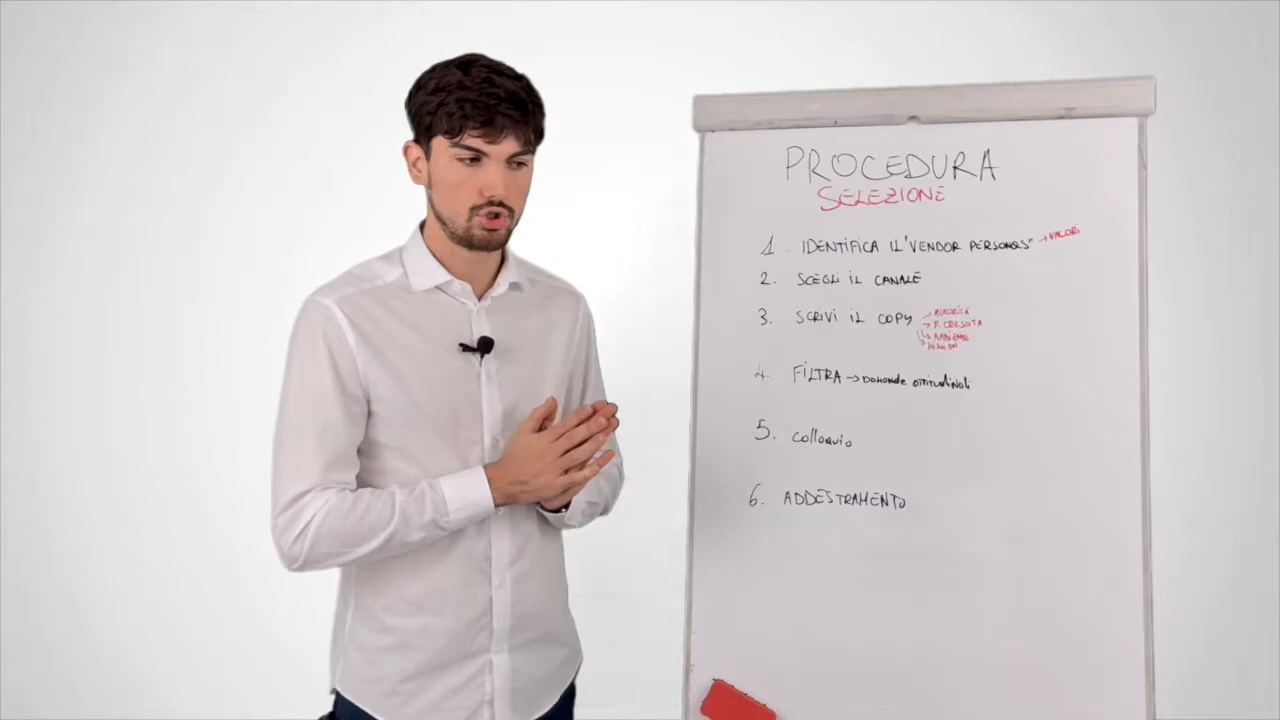 PROCEDURA
SELEZIONE
1. IDENTIFICA IL "VENDOR PERSONAS" → VALORI
2. SCEGLI IL CANALE
3. SCRIVI IL COPY
→ AUTORITÀ
→ P. CRESCITA
→ AMBIENTE
4. FILTRA → DOMANDE ATTITUDINALI
5. Colloquio
6. ADDESTRAMENTO